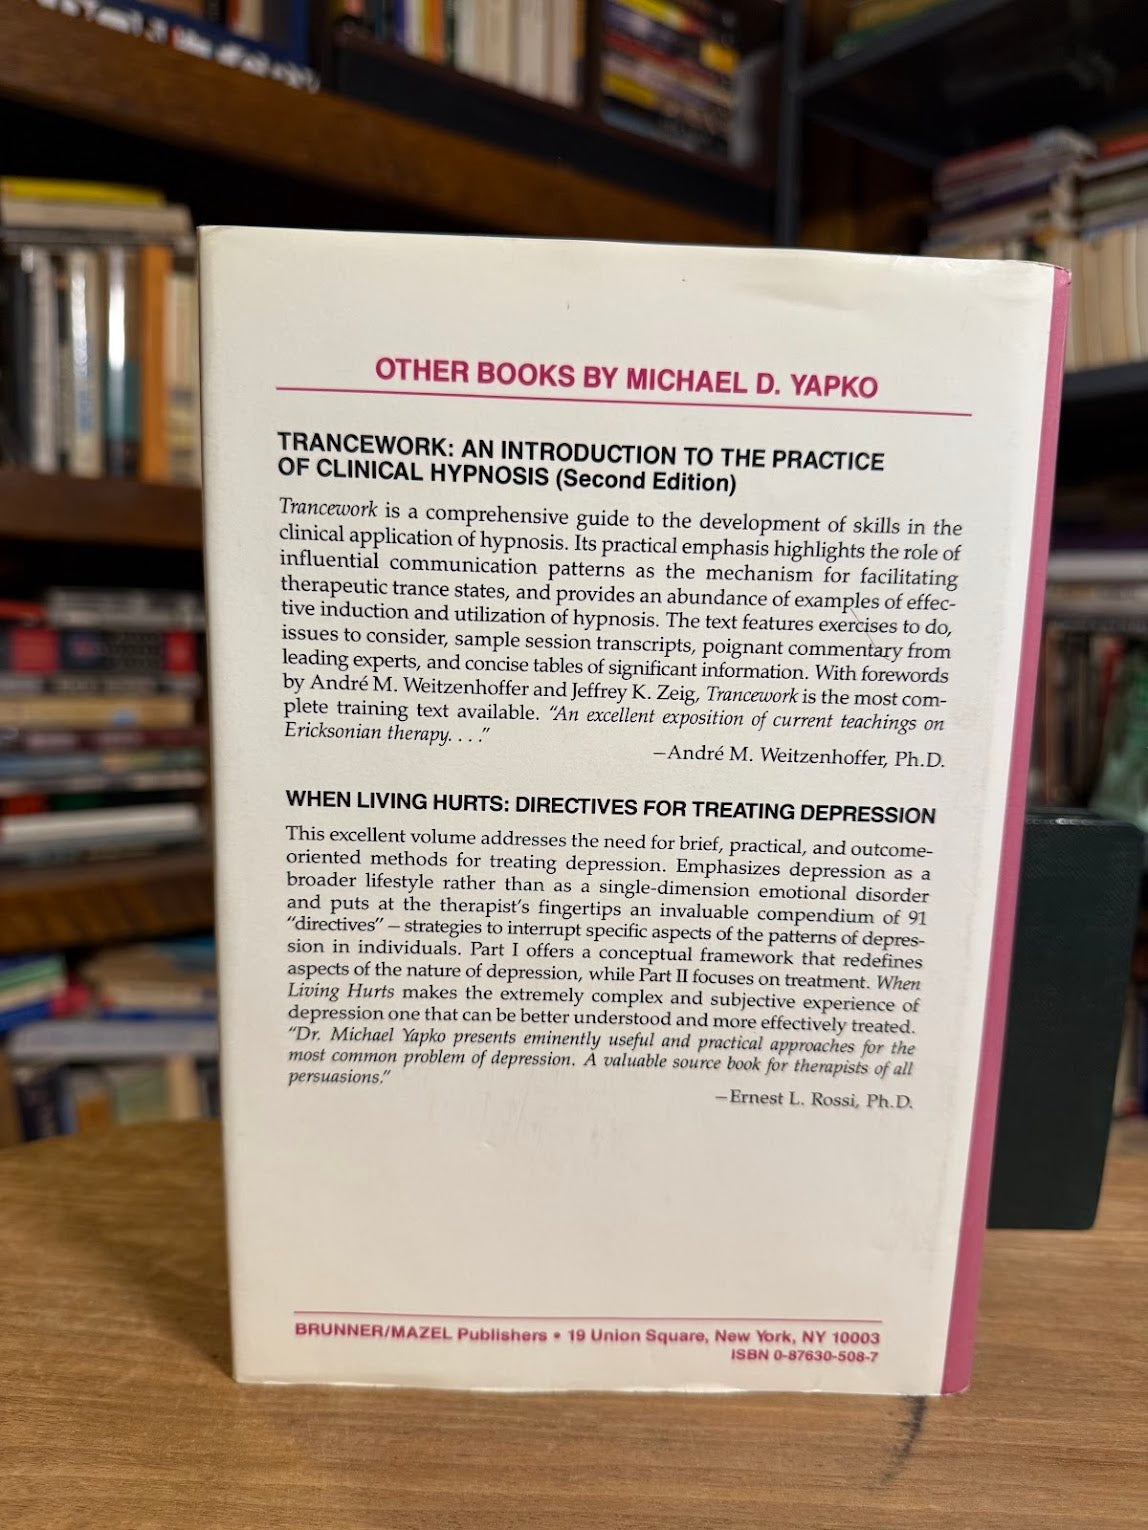 OTHER BOOKS BY MICHAEL D. YAPKO
TRANCEWORK: AN INTRODUCTION TO THE PRACTICE
OF CLINICAL HYPNOSIS (Second Edition)
Trancework is a comprehensive guide to the development of skills in the
clinical application of hypnosis. Its practical emphasis highlights the role of
influential communication patterns as the mechanism for facilitating
therapeutic trance states, and provides an abundance of examples of effec-
tive induction and utilization of hypnosis. The text features exercises to do,
issues to consider, sample session transcripts, poignant commentary from
leading experts, and concise tables of significant information. With forewords
by André M. Weitzenhoffer and Jeffrey K. Zeig, Trancework is the most com-
plete training text available. “An excellent exposition of current teachings on
Ericksonian therapy. . . .”
—André M. Weitzenhoffer, Ph.D.
WHEN LIVING HURTS: DIRECTIVES FOR TREATING DEPRESSION
This excellent volume addresses the need for brief, practical, and outcome-
oriented methods for treating depression. Emphasizes depression as a
broader lifestyle rather than as a single-dimension emotional disorder
and puts at the therapist’s fingertips an invaluable compendium of 91
“directives” — strategies to interrupt specific aspects of the patterns of depres-
sion in individuals. Part I offers a conceptual framework that redefines
aspects of the nature of depression, while Part II focuses on treatment. When
Living Hurts makes the extremely complex and subjective experience of
depression one that can be better understood and more effectively treated.
“Dr. Michael Yapko presents eminently useful and practical approaches for the
most common problem of depression. A valuable source book for therapists of all
persuasions.”
—Ernest L. Rossi, Ph.D.
BRUNNER/MAZEL Publishers • 19 Union Square, New York, NY 10003
ISBN 0-87630-508-7